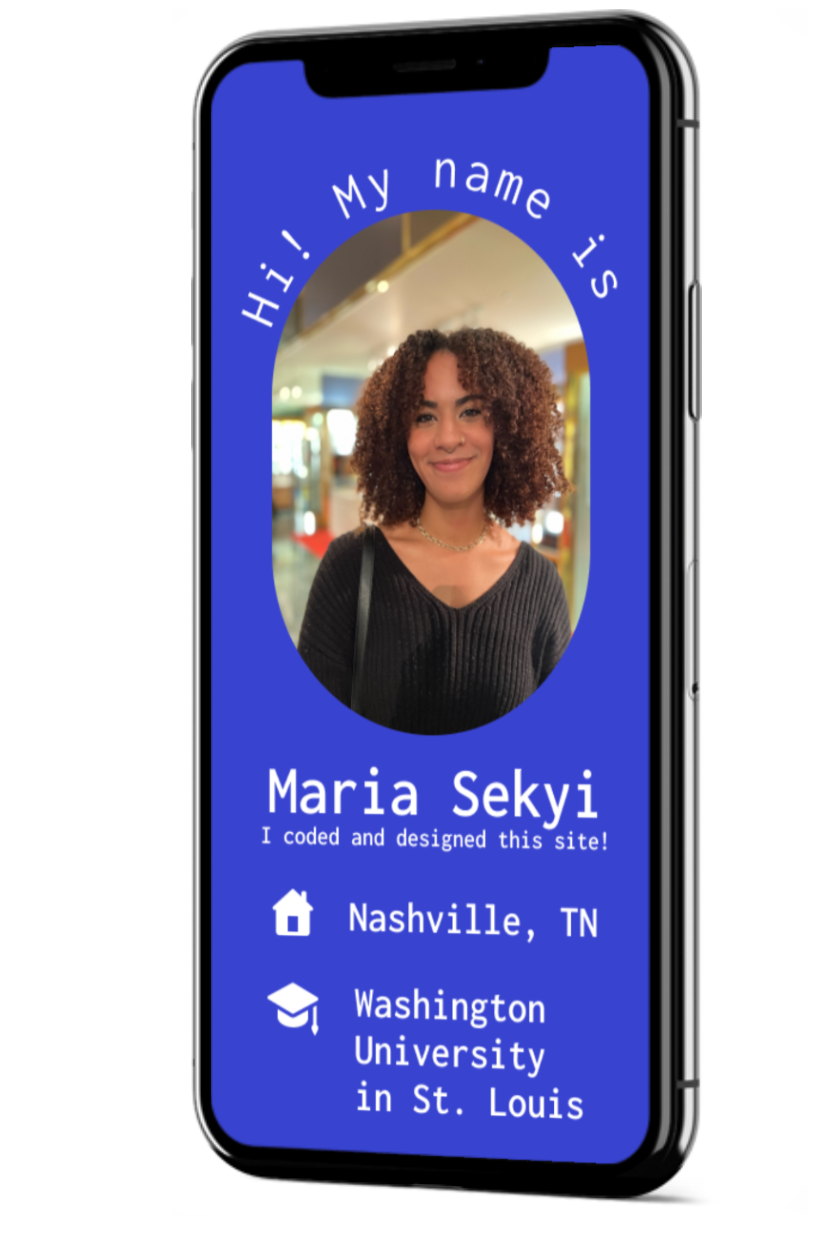 Hi! My name is
Maria Sekyi
I coded and designed this site!
Nashville, TN
Washington
University
in St. Louis